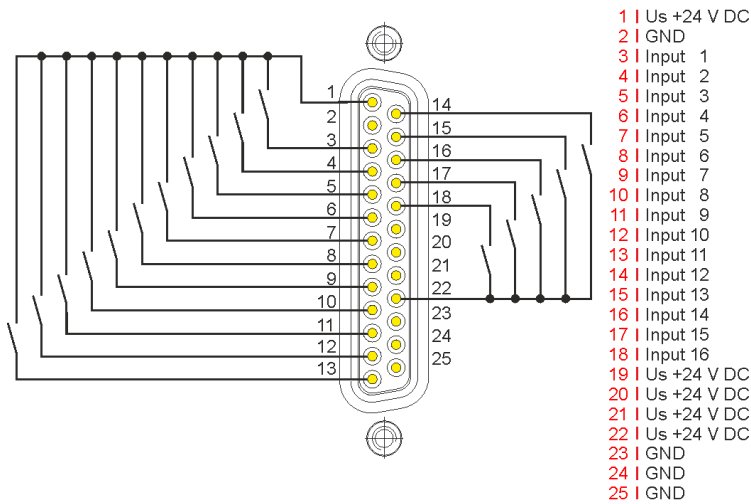 1
2
3
4
5
6
7
8
9
10
11
12
13
14
15
16
17
18
19
20
21
22
23
24
25
1 I Us +24 V DC
2 I GND
3 I Input 1
4 I Input 2
5 I Input 3
6 I Input 4
7 I Input 5
8 I Input 6
9 I Input 7
10 I Input 8
11 I Input 9
12 I Input 10
13 I Input 11
14 I Input 12
15 I Input 13
16 I Input 14
17 I Input 15
18 I Input 16
19 I Us +24 V DC
20 I Us +24 V DC
21 I Us +24 V DC
22 I Us +24 V DC
23 I GND
24 I GND
25 I GND